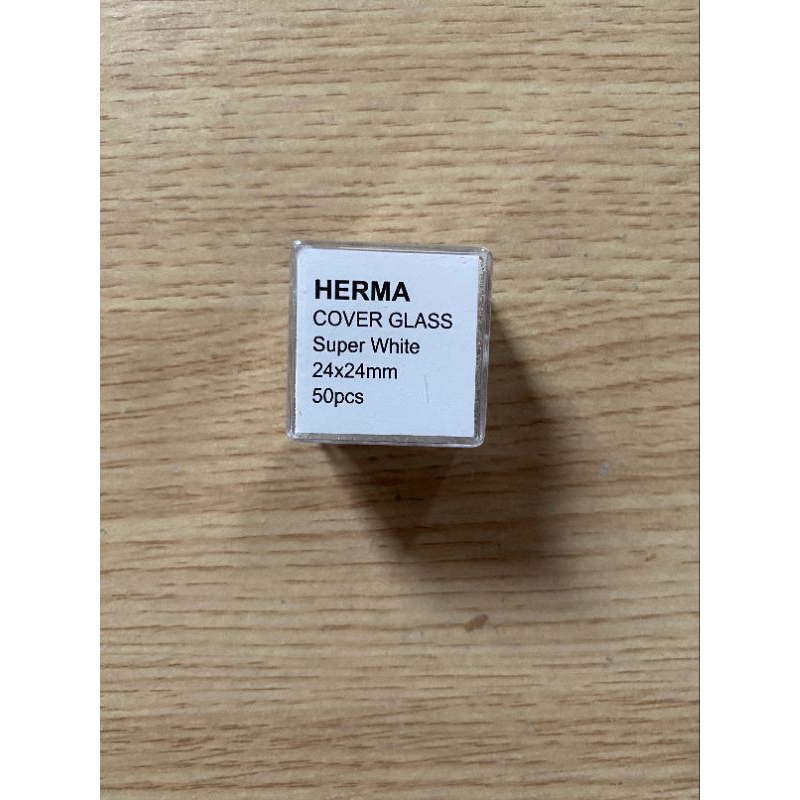 HERMA
COVER GLASS
Super White
24x24mm
50pcs